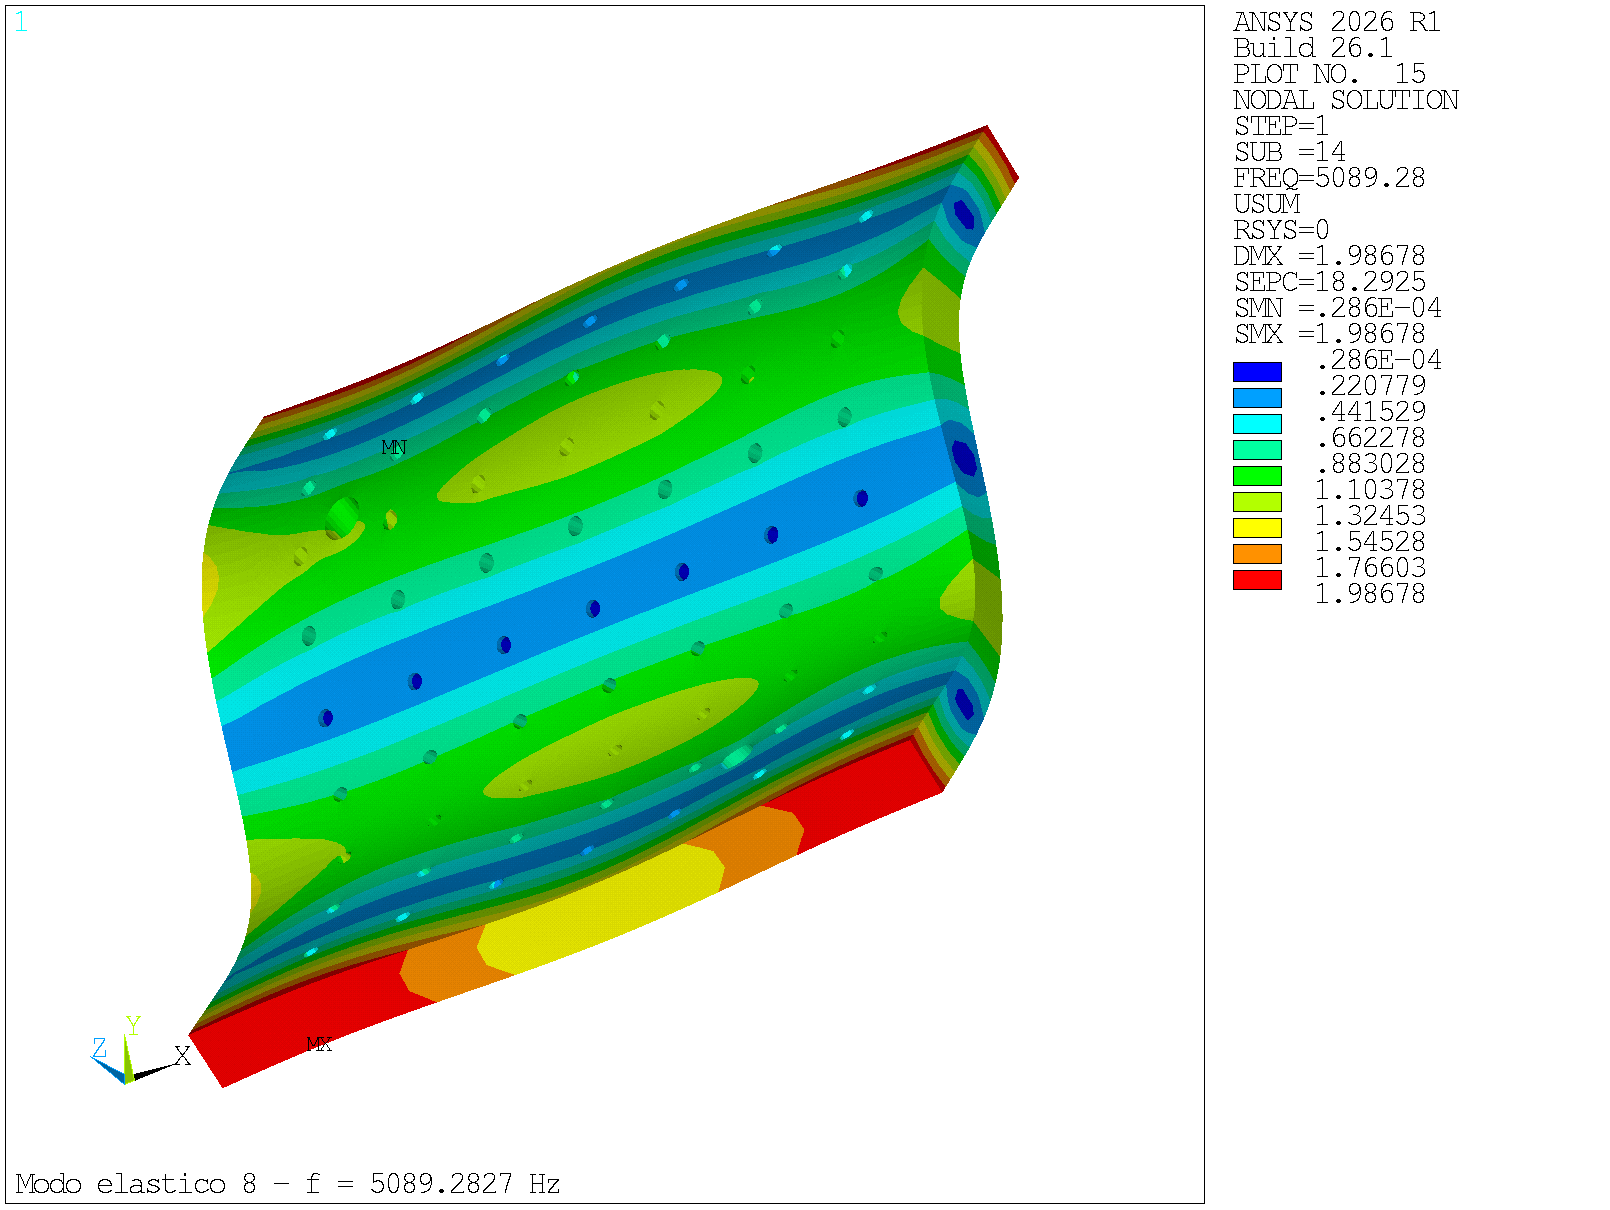 1
ANSYS 2026 R1
Build 26.1
PLOT NO. 15
NODAL SOLUTION
STEP=1
SUB =14
FREQ=5089.28
USUM
RSYS=0
DMX =1.98678
SEPC=18.2925
SMN =.286E-04
SMX =1.98678
.286E-04
.220779
.441529
.662278
.883028
1.10378
1.32453
1.54528
1.76603
1.98678
MN
MX
Y
Z
X
Modo elastico 8 - f = 5089.2827 Hz